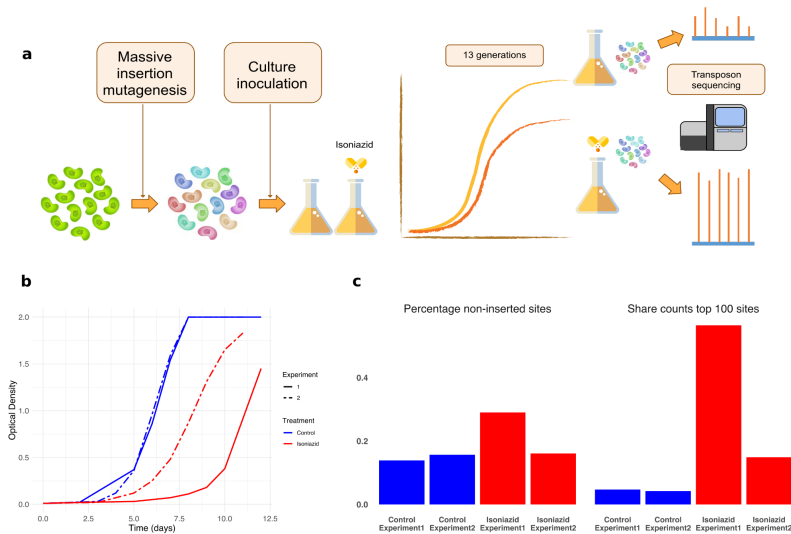 a
Massive
insertion
mutagenesis
Culture
inoculation
Isoniazid
13 generations
Transposon
sequencing
b
Optical Density
2.0
1.5
1.0
0.5
0.0
0.0
2.5
5.0
7.5
10.0
12.5
Time (days)
Experiment
1
2
Treatment
Control
Isoniazid
c
Percentage non-inserted sites
Share counts top 100 sites
0.4
0.2
0.0
Control
Experiment1
Control
Experiment2
Isoniazid
Experiment1
Isoniazid
Experiment2
Control
Experiment1
Control
Experiment2
Isoniazid
Experiment1
Isoniazid
Experiment2